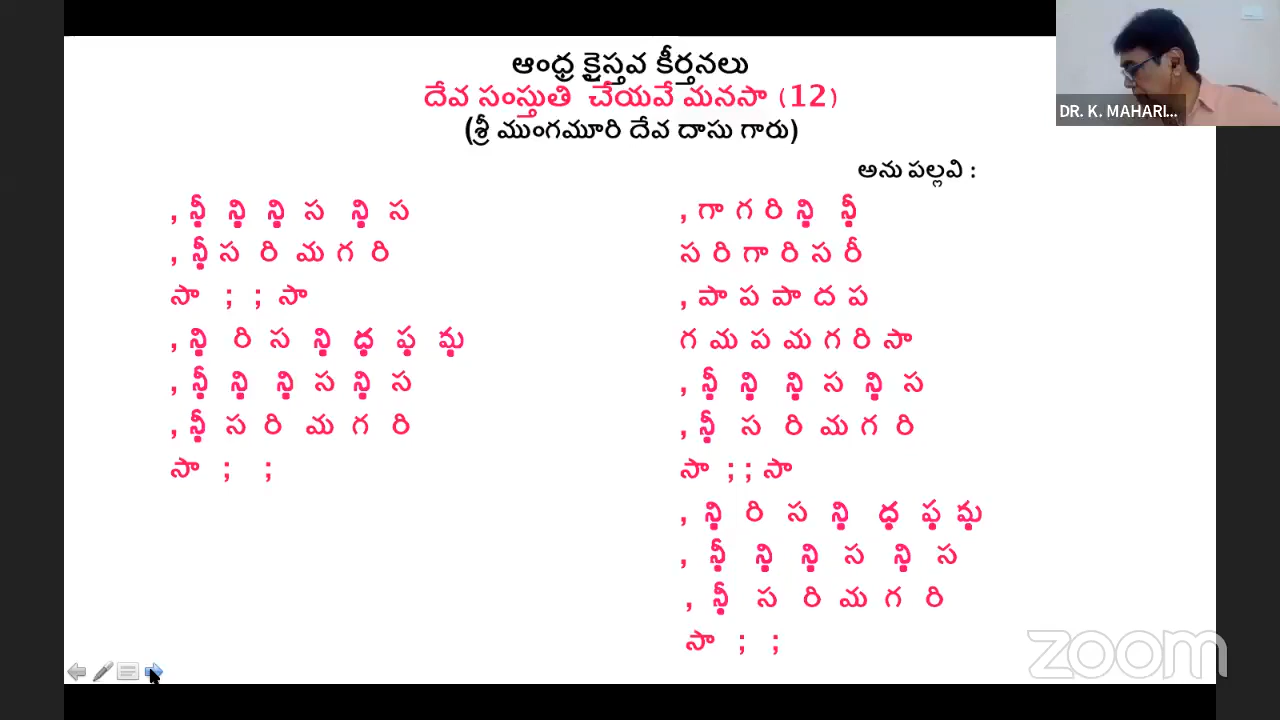 ఆంధ్ర క్రైస్తవ కీర్తనలు
దేవ సంస్తుతి చేయవే మనసా (12)
(శ్రీ ముంగమూరి దేవ దాసు గారు)
DR. K. MAHARI...
, నీ̣ ని̣ ని̣ స ని̣ స
, నీ̣ స రి మ గ రి
సా ; ; సా
, ని̣ రి స ని̣ ధ̣ ప̣ మ̣
, నీ̣ ని̣ ని̣ స ని̣ స
, నీ̣ స రి మ గ రి
సా ; ;
అను పల్లవి :
, గా గ రి ని̣ నీ̣
స రి గా రి స రీ
, పా ప పా ద ప
గ మ ప మ గ రి సా
, నీ̣ ని̣ ని̣ స ని̣ స
, నీ̣ స రి మ గ రి
సా ; ; సా
, ని̣ రి స ని̣ ధ̣ ప̣ మ̣
, నీ̣ ని̣ ని̣ స ని̣ స
, నీ̣ స రి మ గ రి
సా ; ;
zoom